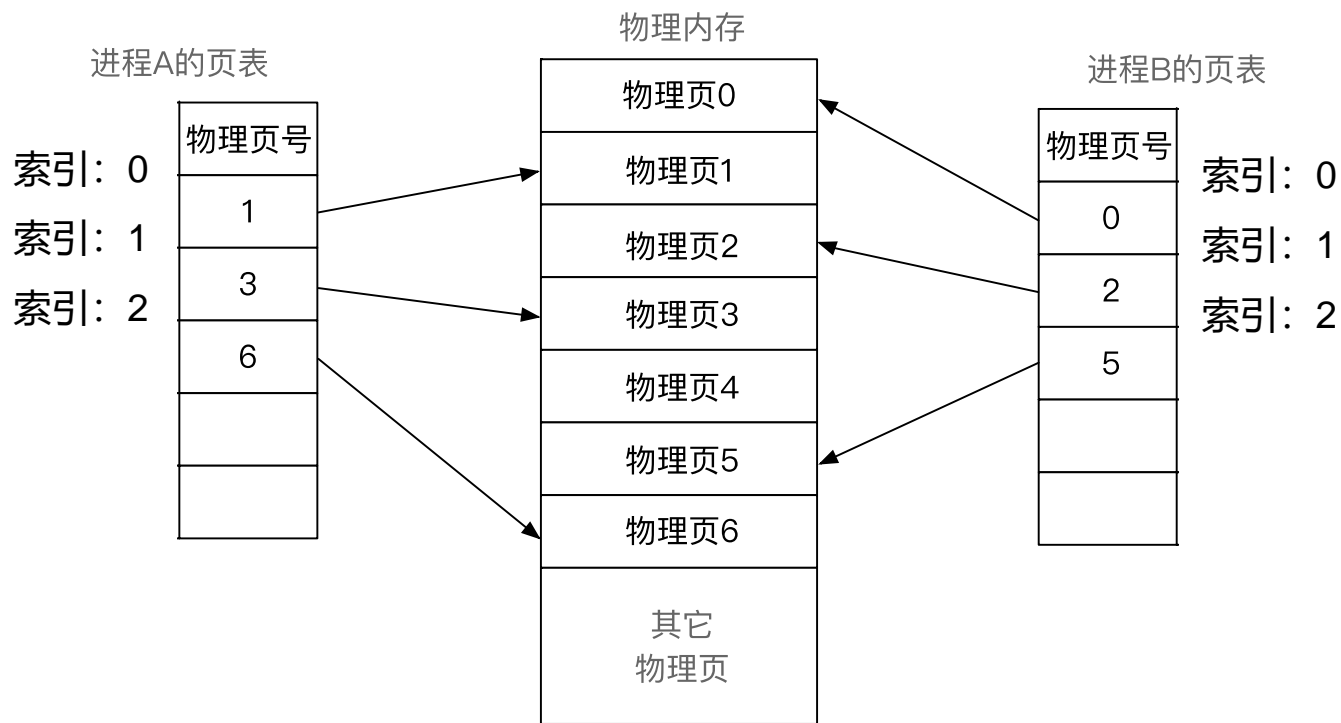 进程A的页表
物理页号
索引：0
1
索引：1
3
索引：2
6
物理内存
物理页0
物理页1
物理页2
物理页3
物理页4
物理页5
物理页6
其它
物理页
进程B的页表
物理页号
索引：0
0
索引：1
2
索引：2
5